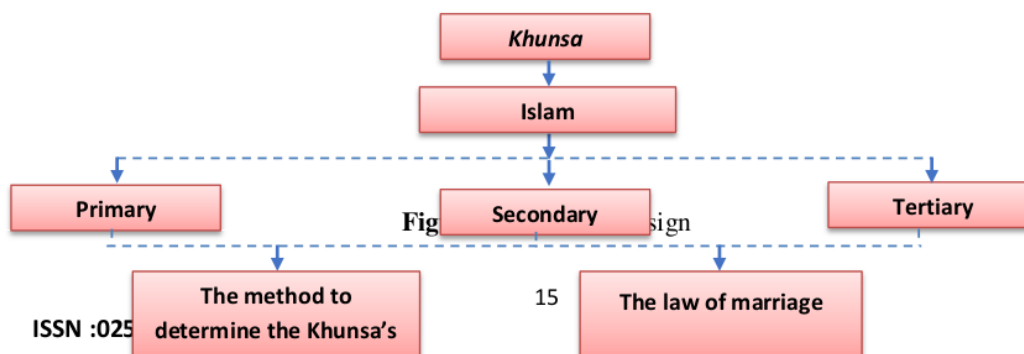 Khunsa
Islam
Primary
Secondary
Tertiary
Fig
sign
The method to
determine the Khunsa’s
15
The law of marriage
ISSN :025